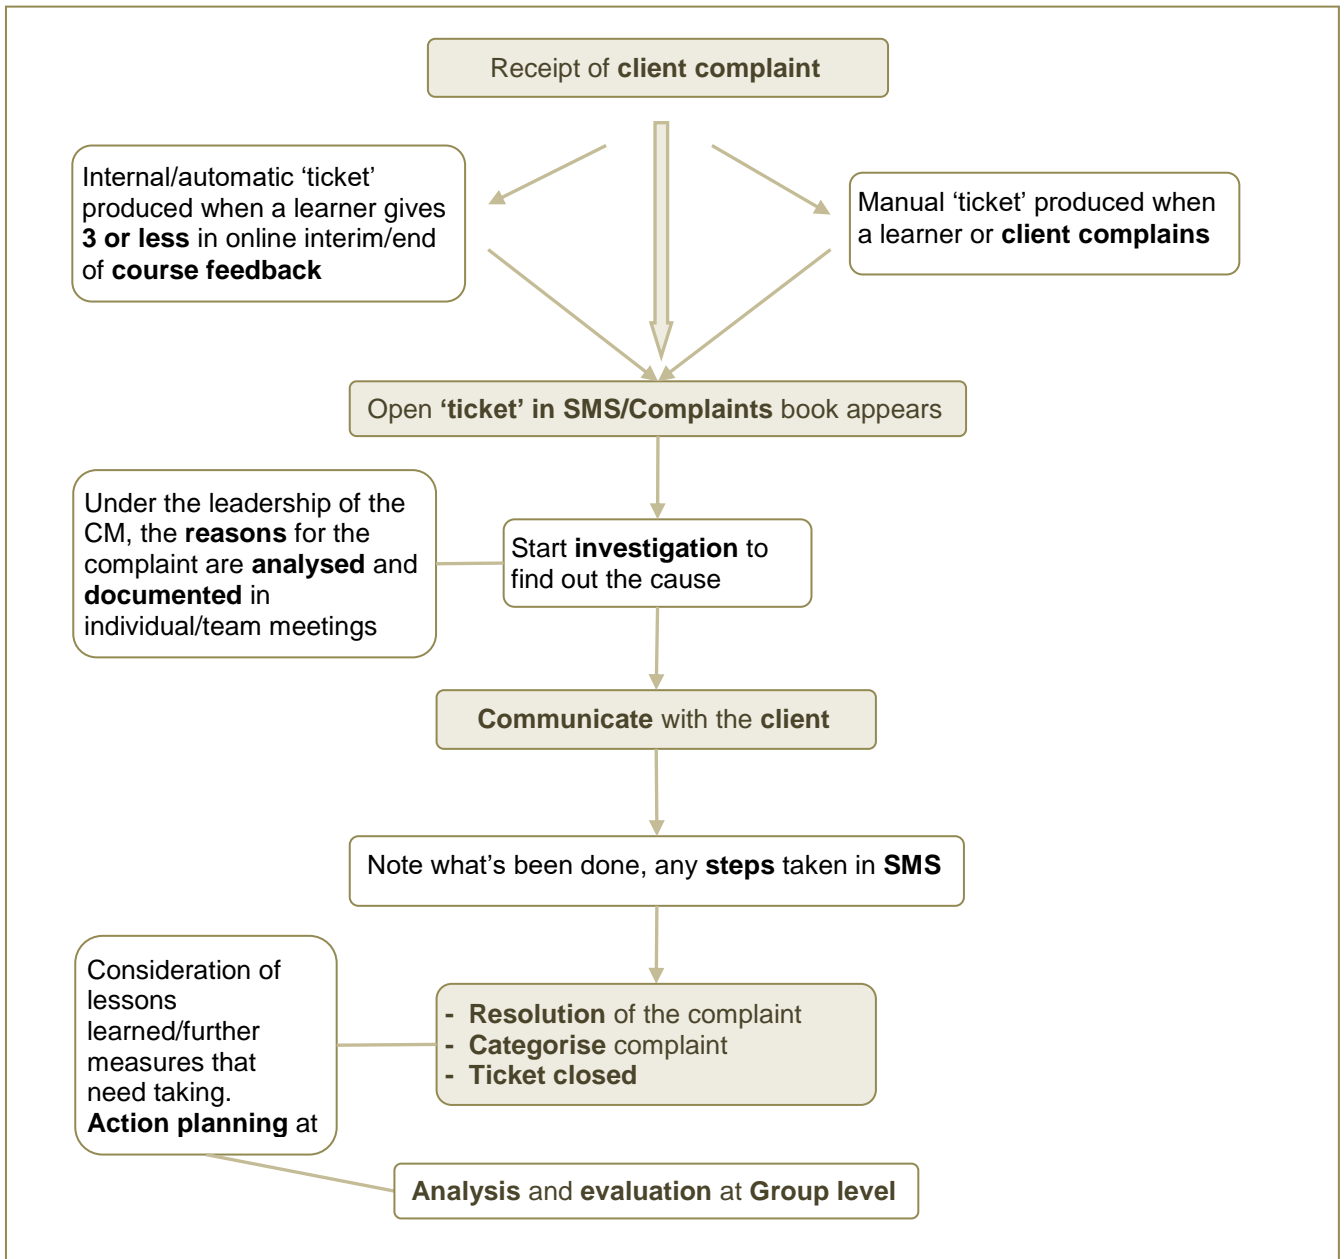 Receipt of client complaint
Internal/automatic ‘ticket’
produced when a learner gives
3 or less in online interim/end
of course feedback
Manual ‘ticket’ produced when
a learner or client complains
Open ‘ticket’ in SMS/Complaints book appears
Under the leadership of the
CM, the reasons for the
complaint are analysed and
documented in
individual/team meetings
Start investigation to
find out the cause
Communicate with the client
Note what’s been done, any steps taken in SMS
Consideration of
lessons
learned/further
measures that
need taking.
Action planning at
- Resolution of the complaint
- Categorise complaint
- Ticket closed
Analysis and evaluation at Group level